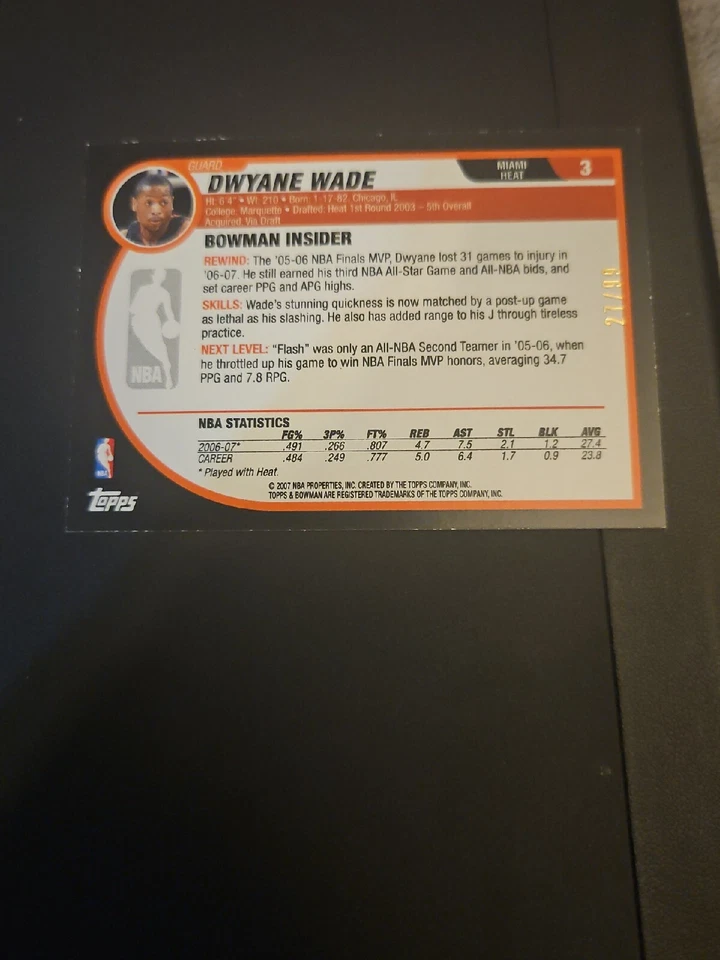 GUARD
DWYANE WADE
MIAMI
HEAT
3
Ht: 6'4" • Wt: 210 • Born: 1-17-82, Chicago, IL
College: Marquette • Drafted: Heat 1st Round 2003 – 5th Overall
Acquired: Via Draft
BOWMAN INSIDER
REWIND: The '05-06 NBA Finals MVP, Dwyane lost 31 games to injury in
'06-07. He still earned his third NBA All-Star Game and All-NBA bids, and
set career PPG and APG highs.
SKILLS: Wade's stunning quickness is now matched by a post-up game
as lethal as his slashing. He also has added range to his J through tireless
practice.
NEXT LEVEL: "Flash" was only an All-NBA Second Teamer in '05-06, when
he throttled up his game to win NBA Finals MVP honors, averaging 34.7
PPG and 7.8 RPG.
27/99
NBA
NBA STATISTICS
FG% 3P% FT% REB AST STL BLK AVG
2006-07* .491 .266 .807 4.7 7.5 2.1 1.2 27.4
CAREER .484 .249 .777 5.0 6.4 1.7 0.9 23.8
* Played with Heat.
NBA
Topps
© 2007 NBA PROPERTIES, INC. CREATED BY THE TOPPS COMPANY, INC.
TOPPS & BOWMAN ARE REGISTERED TRADEMARKS OF THE TOPPS COMPANY, INC.